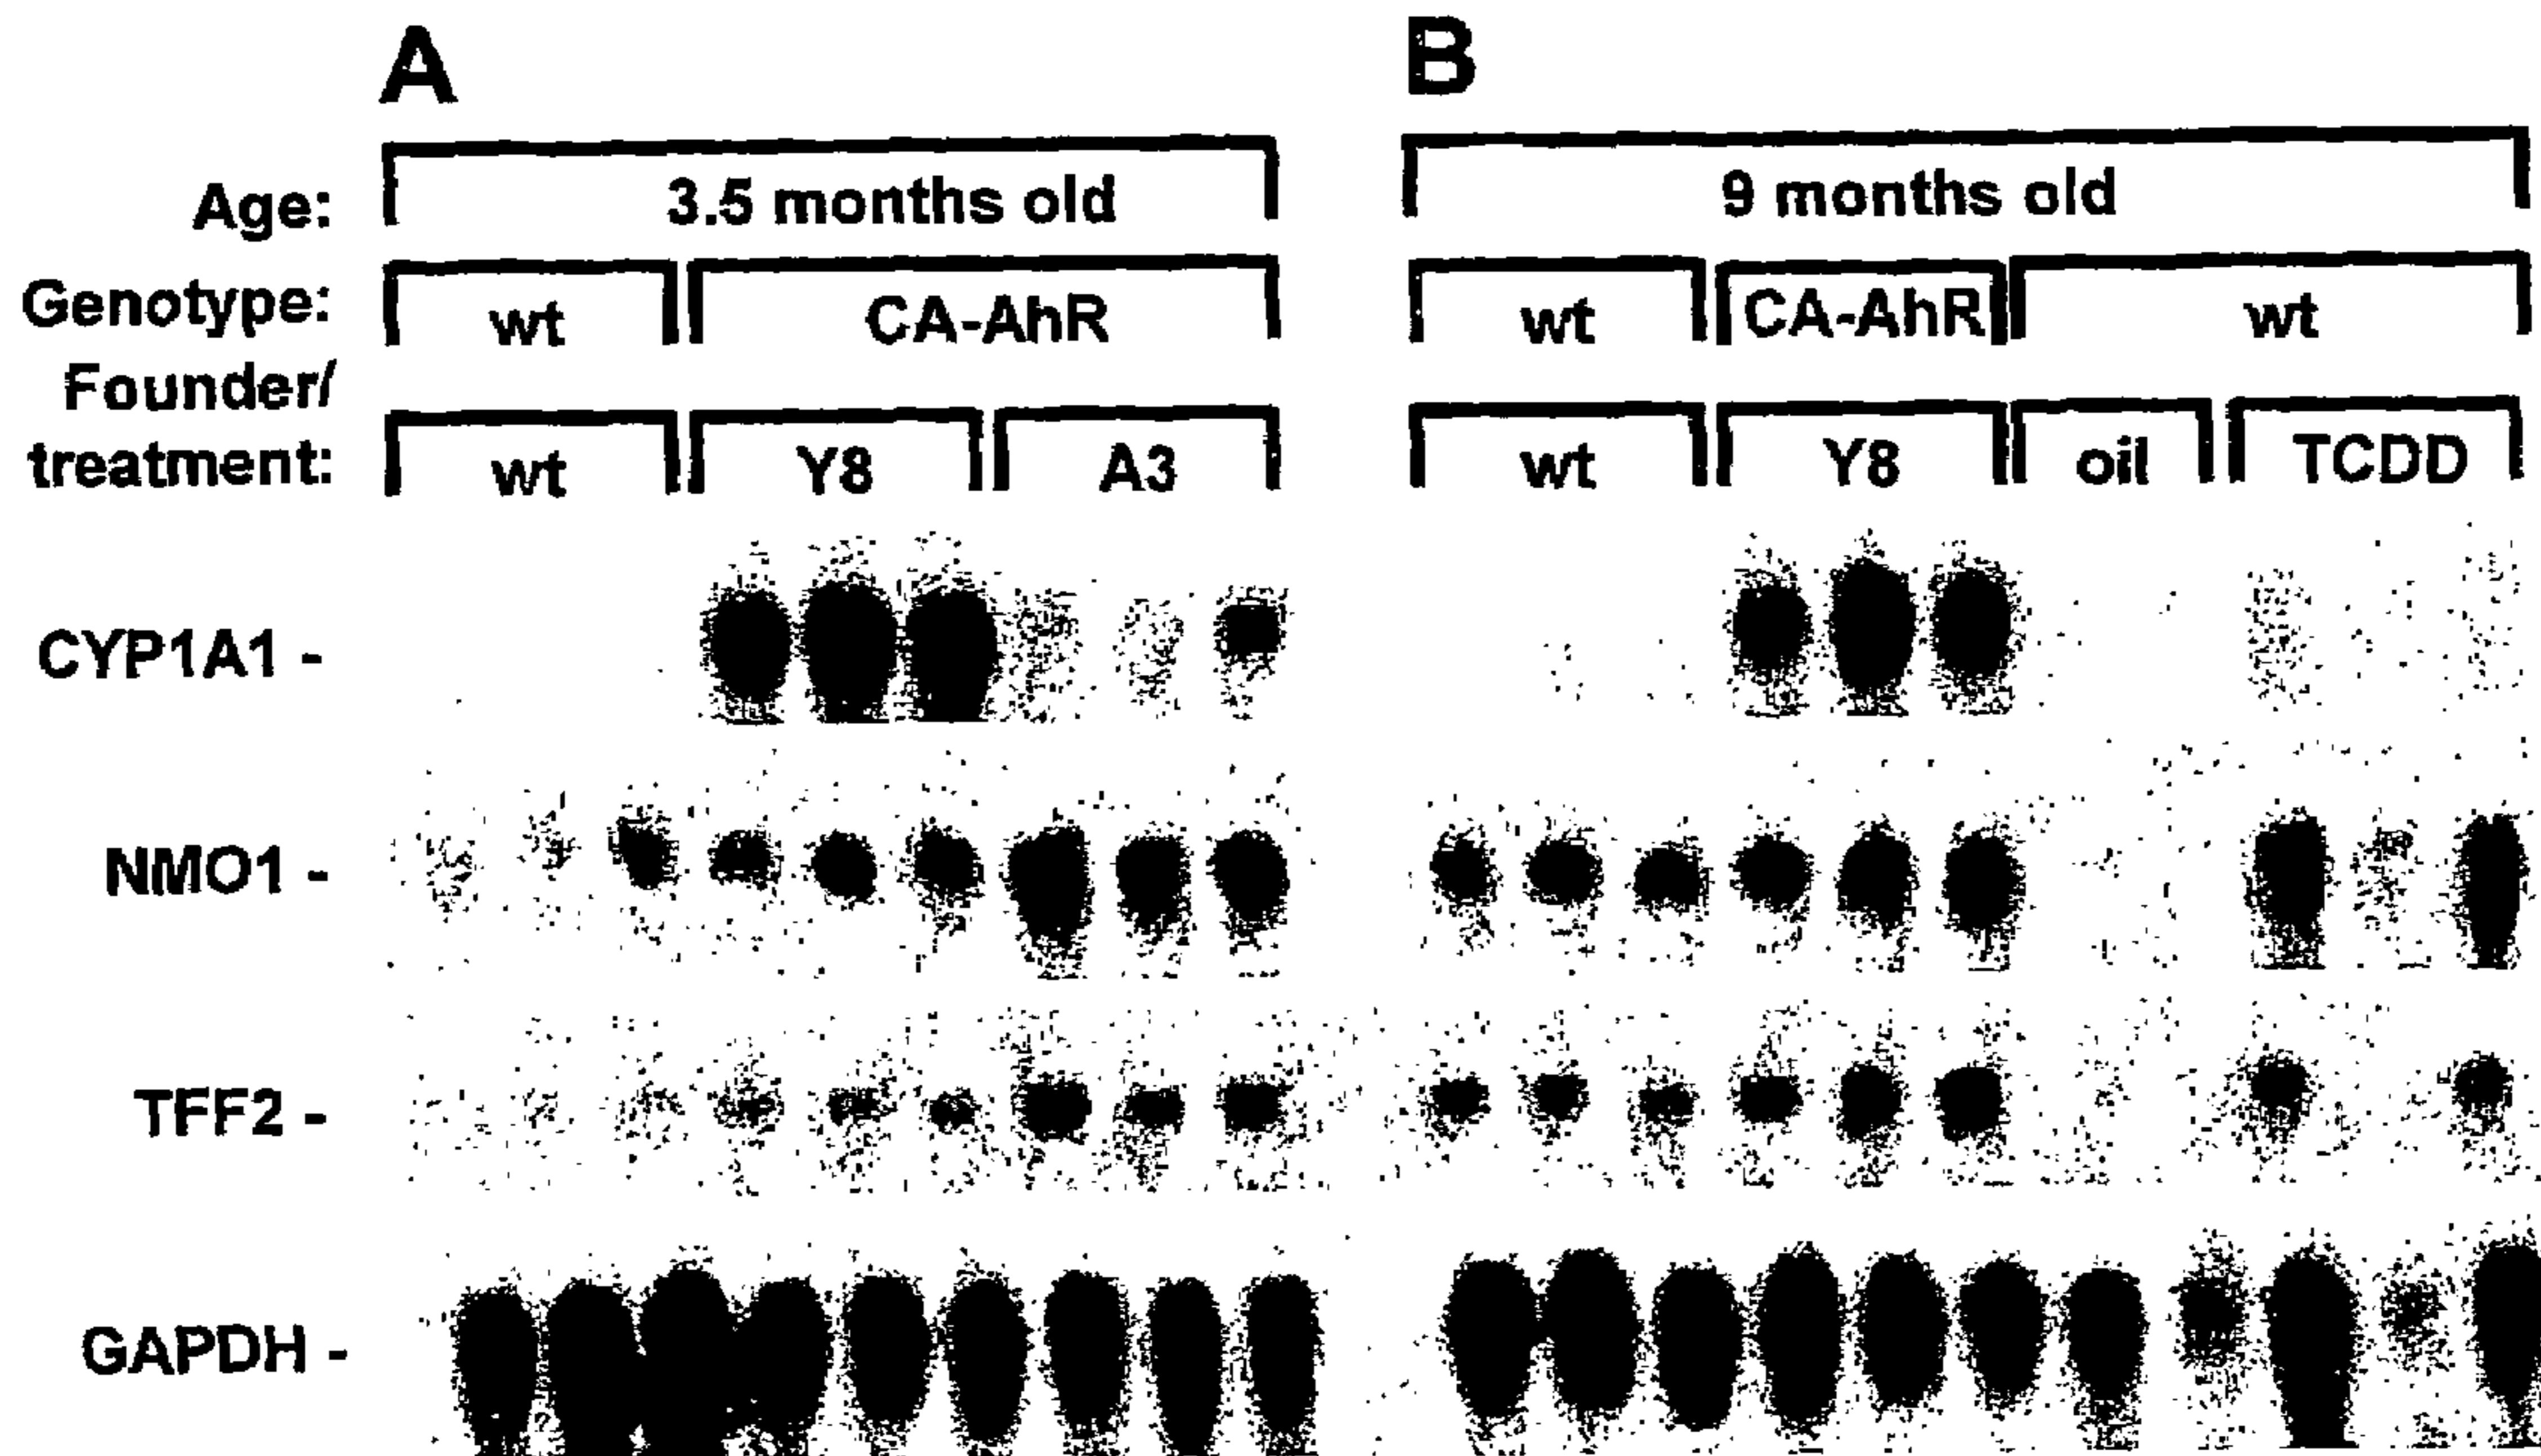 A B
Age: 3.5 months old 9 months old
Genotype: wt CA-AhR wt CA-AhR wt
Founder/
treatment: wt Y8 A3 wt Y8 oil TCDD
CYP1A1 -
NMO1 -
TFF2 -
GAPDH -